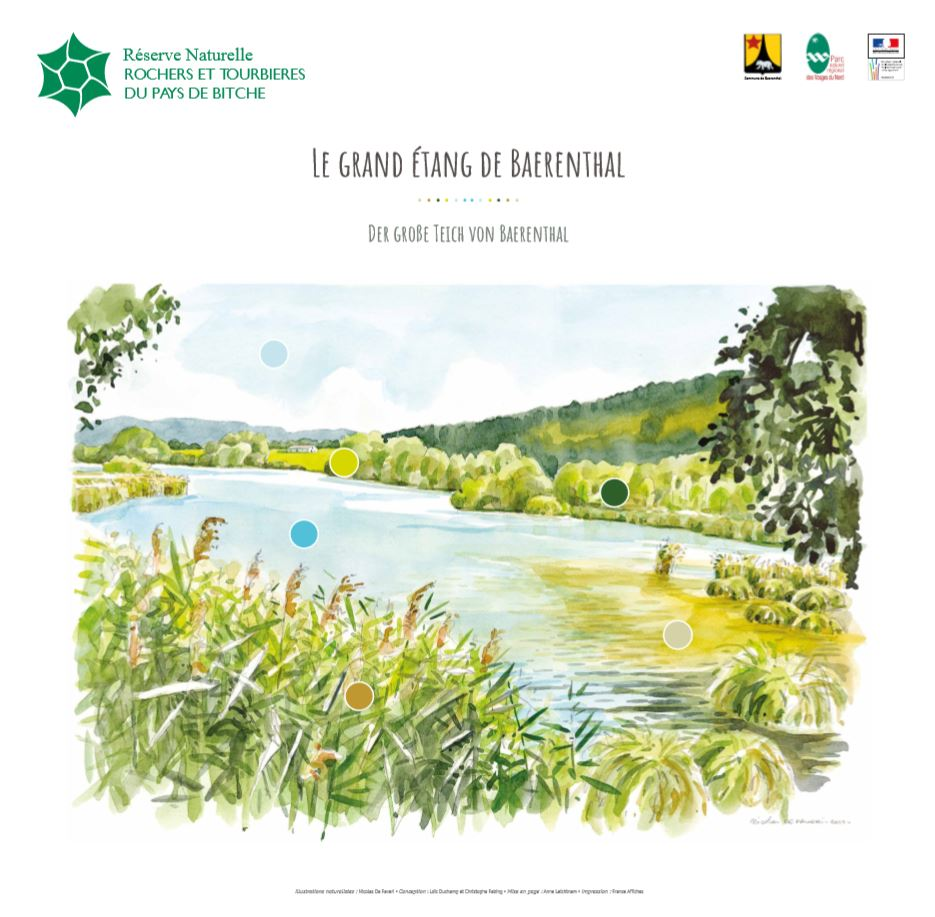 Réserve Naturelle
ROCHERS ET TOURBIERES
DU PAYS DE BITCHE
Commune de Baerenthal
Parc
naturel
régional
des Vosges du Nord
Le grand étang de Baerenthal
Der große Teich von Baerenthal
Illustrations naturalistes : Nicolas De Faveri • Conception : Loïc Duchamp et Christophe Fabing • Mise en page : Anne Leichtnam • Impression : France Affiches